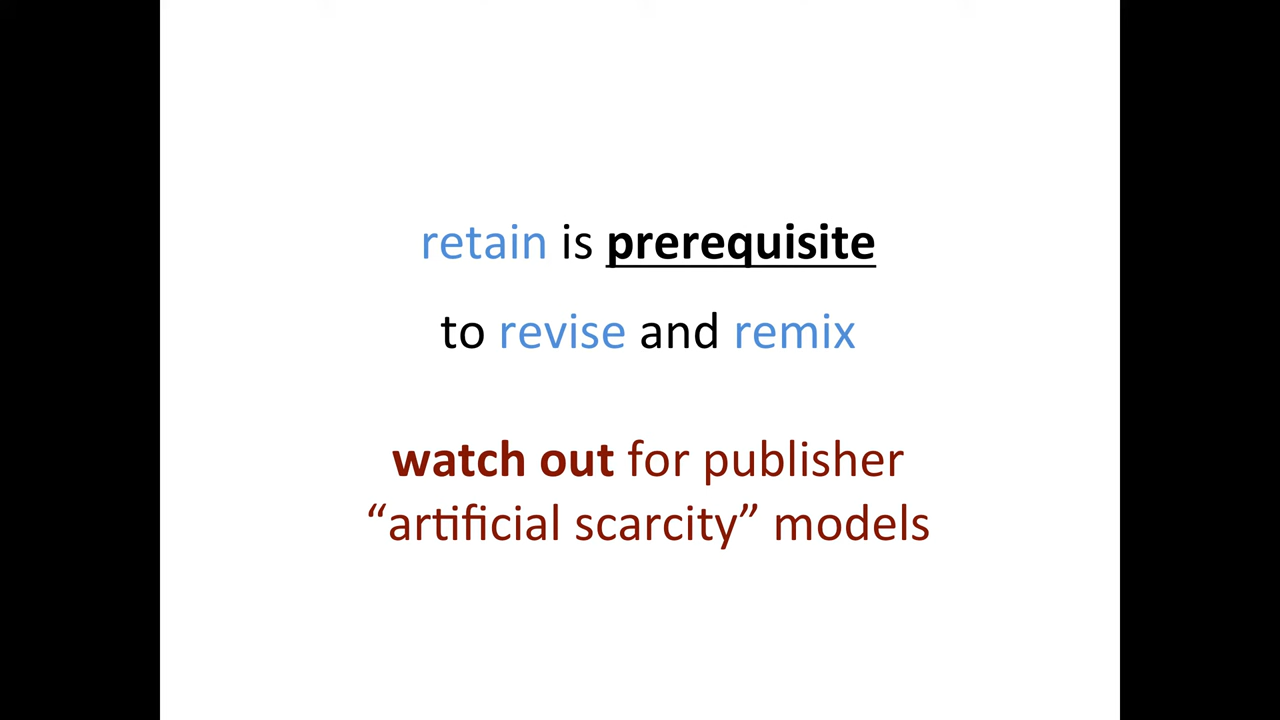 retain is prerequisite
to revise and remix
watch out for publisher
“artificial scarcity” models